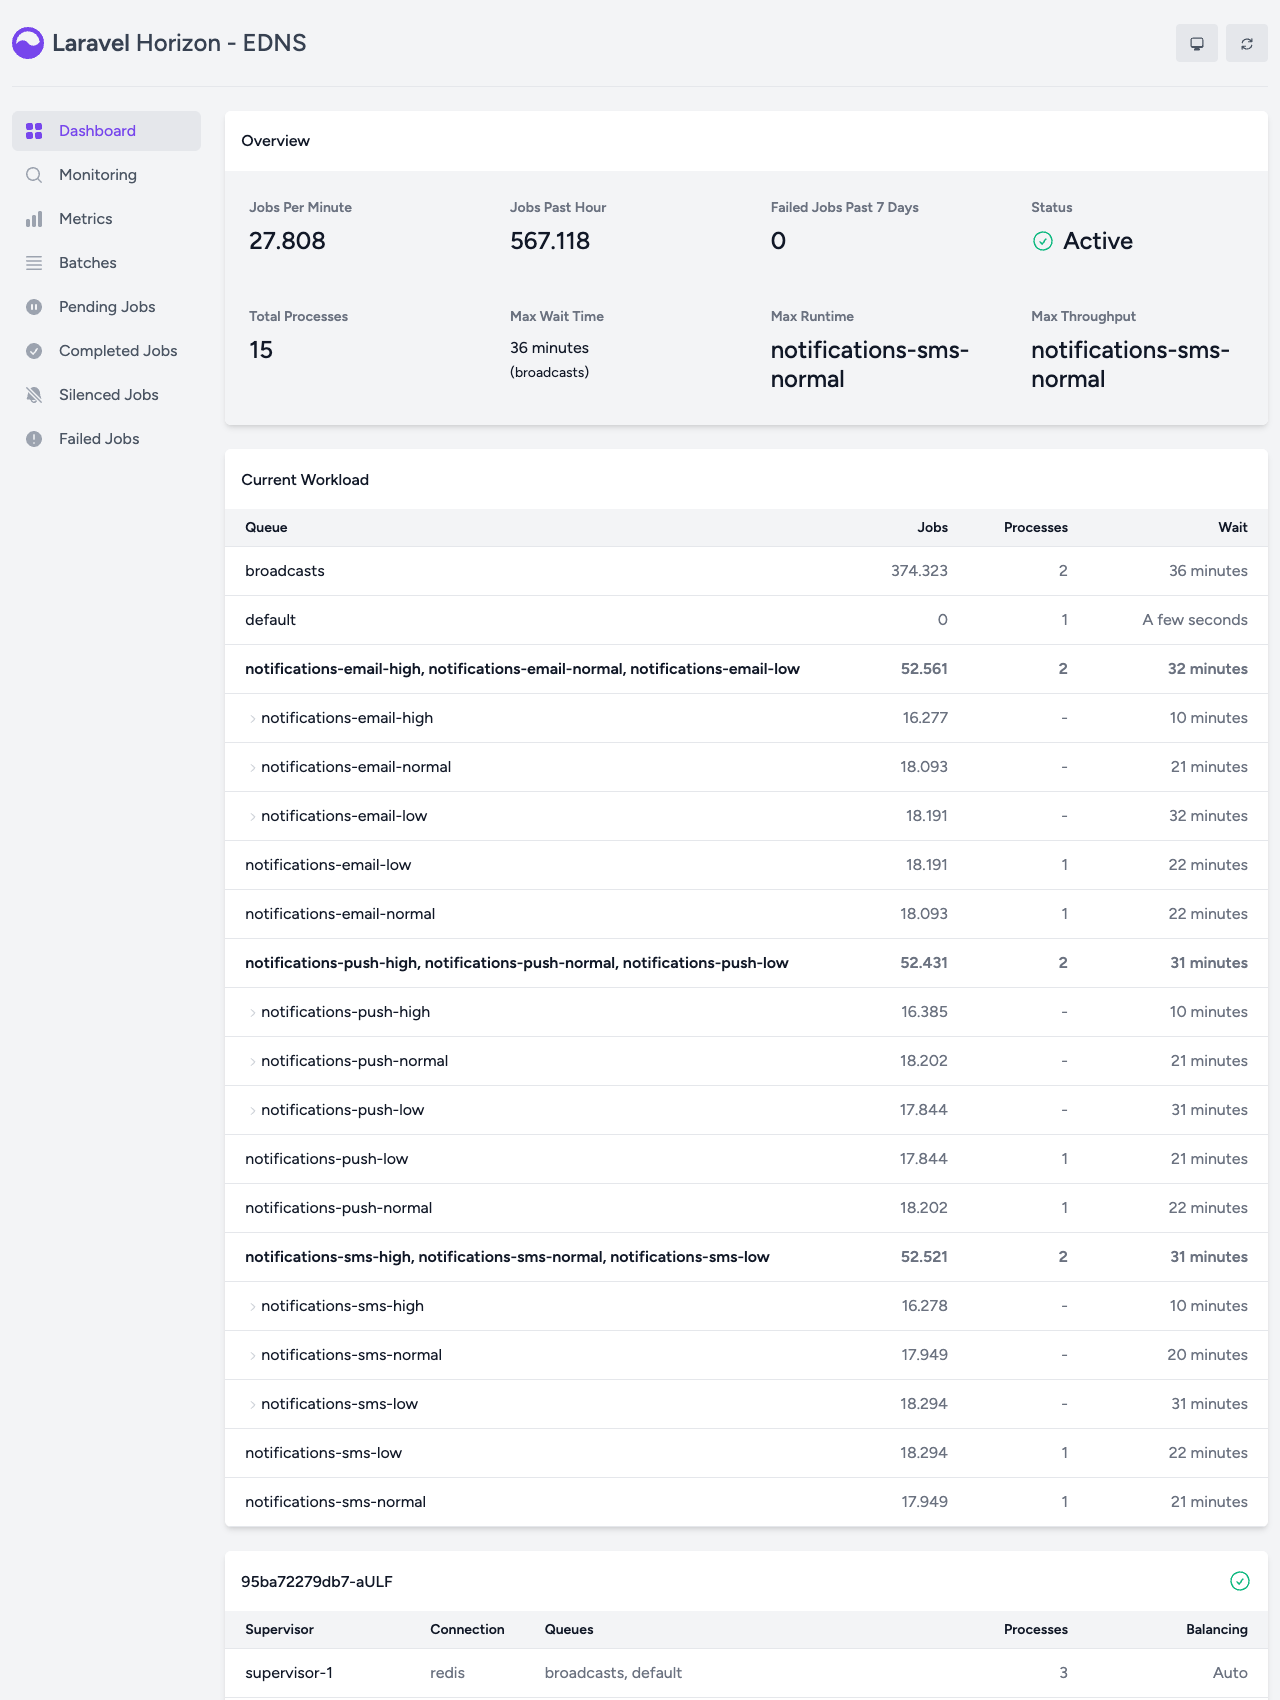 Laravel Horizon - EDNS
Dashboard
Monitoring
Metrics
Batches
Pending Jobs
Completed Jobs
Silenced Jobs
Failed Jobs
Overview
Jobs Per Minute
27.808
Jobs Past Hour
567.118
Failed Jobs Past 7 Days
0
Status
Active
Total Processes
15
Max Wait Time
36 minutes
(broadcasts)
Max Runtime
notifications-sms-
normal
Max Throughput
notifications-sms-
normal
Current Workload
Queue Jobs Processes Wait
broadcasts 374.323 2 36 minutes
default 0 1 A few seconds
notifications-email-high, notifications-email-normal, notifications-email-low 52.561 2 32 minutes
notifications-email-high 16.277 - 10 minutes
notifications-email-normal 18.093 - 21 minutes
notifications-email-low 18.191 - 32 minutes
notifications-email-low 18.191 1 22 minutes
notifications-email-normal 18.093 1 22 minutes
notifications-push-high, notifications-push-normal, notifications-push-low 52.431 2 31 minutes
notifications-push-high 16.385 - 10 minutes
notifications-push-normal 18.202 - 21 minutes
notifications-push-low 17.844 - 31 minutes
notifications-push-low 17.844 1 21 minutes
notifications-push-normal 18.202 1 22 minutes
notifications-sms-high, notifications-sms-normal, notifications-sms-low 52.521 2 31 minutes
notifications-sms-high 16.278 - 10 minutes
notifications-sms-normal 17.949 - 20 minutes
notifications-sms-low 18.294 - 31 minutes
notifications-sms-low 18.294 1 22 minutes
notifications-sms-normal 17.949 1 21 minutes
95ba72279db7-aULF
Supervisor Connection Queues Processes Balancing
supervisor-1 redis broadcasts, default 3 Auto